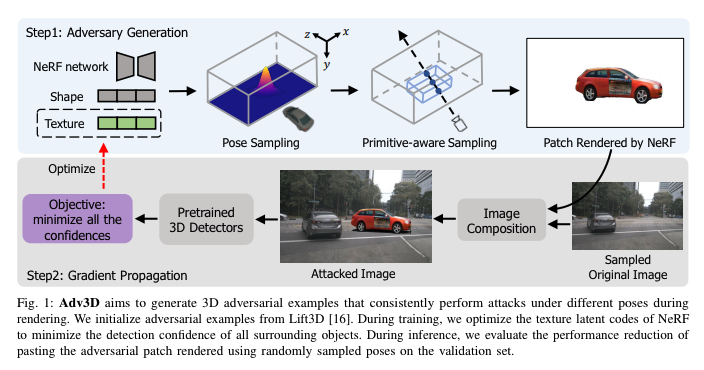 Step1: Adversary Generation
NeRF network
Shape
Texture
z
x
y
Pose Sampling
Primitive-aware Sampling
Patch Rendered by NeRF
Optimize
Objective:
minimize all the
confidences
Pretrained
3D Detectors
Attacked Image
Image
Composition
Sampled
Original Image
Step2: Gradient Propagation
Fig. 1: Adv3D aims to generate 3D adversarial examples that consistently perform attacks under different poses during
rendering. We initialize adversarial examples from Lift3D [16]. During training, we optimize the texture latent codes of NeRF
to minimize the detection confidence of all surrounding objects. During inference, we evaluate the performance reduction of
pasting the adversarial patch rendered using randomly sampled poses on the validation set.